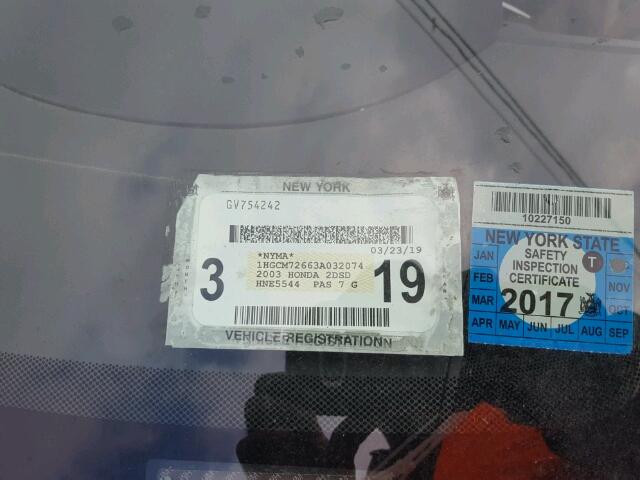 NEW YORK
GV754242
*NYMA*
03/23/19
1HGCM72663A032074
2003 HONDA 2DSD
HNE5544 PAS 7 G
3
19
VEHICLE REGISTRATION
N
10227150
NEW YORK STATE
JAN
SAFETY
T
FEB
INSPECTION
NOV
CERTIFICATE
MAR
2017
OCT
APR MAY JUN JUL AUG SEP